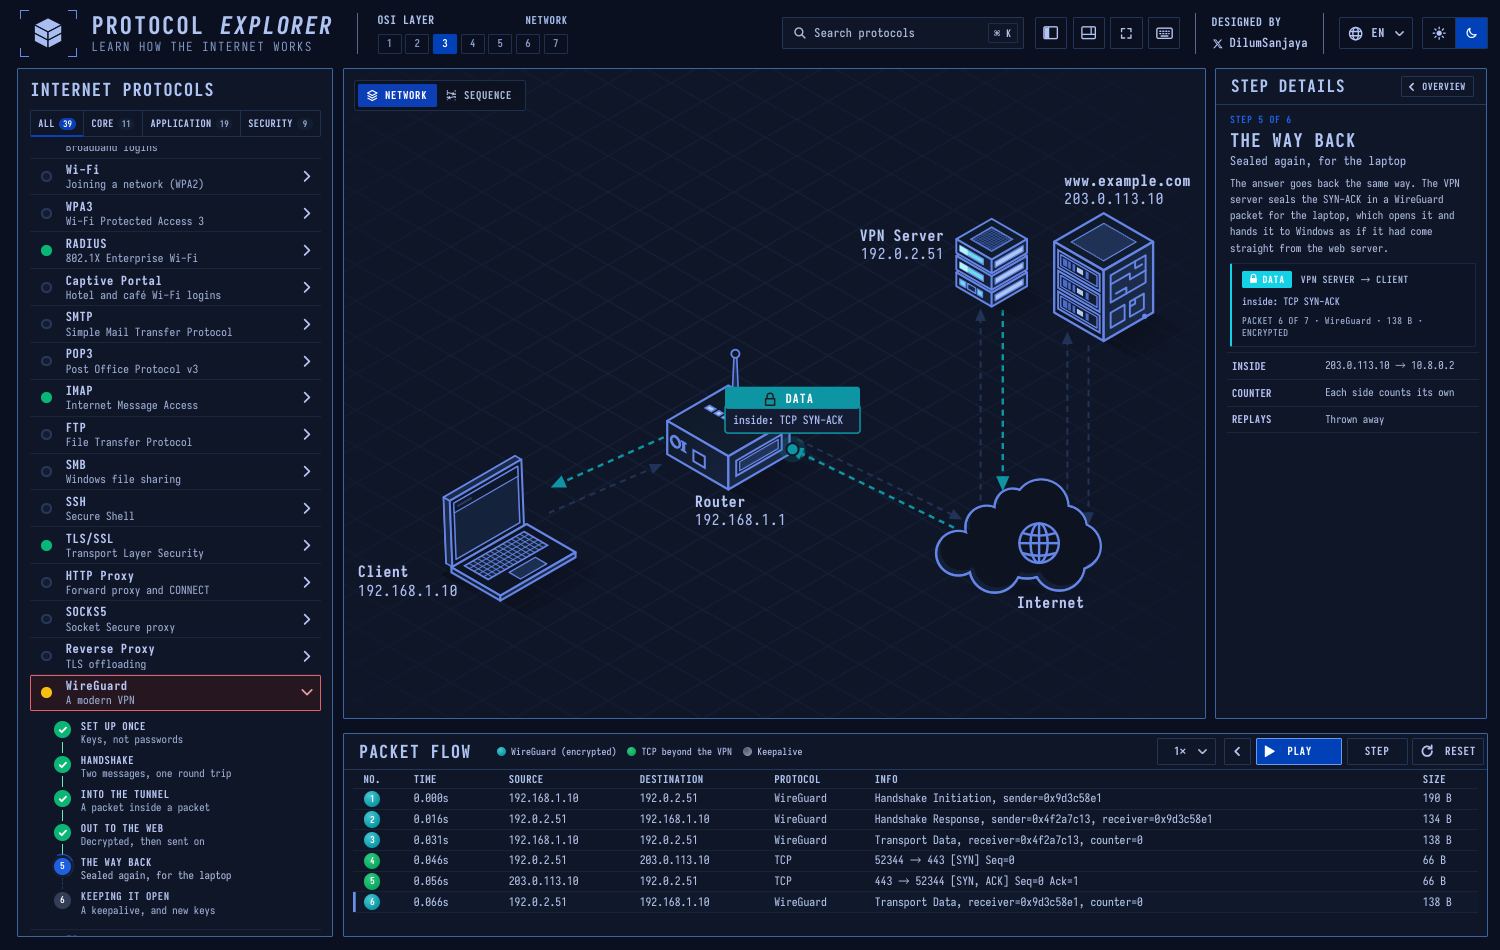 PROTOCOL EXPLORER
LEARN HOW THE INTERNET WORKS
OSI LAYER NETWORK
1 2 3 4 5 6 7
Search protocols ⌘ K
DESIGNED BY
DilumSanjaya
EN
INTERNET PROTOCOLS
ALL 39 CORE 11 APPLICATION 19 SECURITY 9
Broadband logins
Wi-Fi
Joining a network (WPA2)
WPA3
Wi-Fi Protected Access 3
RADIUS
802.1X Enterprise Wi-Fi
Captive Portal
Hotel and café Wi-Fi logins
SMTP
Simple Mail Transfer Protocol
POP3
Post Office Protocol v3
IMAP
Internet Message Access
FTP
File Transfer Protocol
SMB
Windows file sharing
SSH
Secure Shell
TLS/SSL
Transport Layer Security
HTTP Proxy
Forward proxy and CONNECT
SOCKS5
Socket Secure proxy
Reverse Proxy
TLS offloading
WireGuard
A modern VPN
SET UP ONCE
Keys, not passwords
HANDSHAKE
Two messages, one round trip
INTO THE TUNNEL
A packet inside a packet
OUT TO THE WEB
Decrypted, then sent on
5 THE WAY BACK
Sealed again, for the laptop
6 KEEPING IT OPEN
A keepalive, and new keys
NETWORK SEQUENCE
www.example.com
203.0.113.10
VPN Server
192.0.2.51
DATA
inside: TCP SYN-ACK
Router
192.168.1.1
Client
192.168.1.10
Internet
STEP DETAILS OVERVIEW
STEP 5 OF 6
THE WAY BACK
Sealed again, for the laptop
The answer goes back the same way. The VPN
server seals the SYN-ACK in a WireGuard
packet for the laptop, which opens it and
hands it to Windows as if it had come
straight from the web server.
DATA VPN SERVER → CLIENT
inside: TCP SYN-ACK
PACKET 6 OF 7 · WireGuard · 138 B ·
ENCRYPTED
INSIDE 203.0.113.10 → 10.8.0.2
COUNTER Each side counts its own
REPLAYS Thrown away
PACKET FLOW WireGuard (encrypted) TCP beyond the VPN Keepalive 1× PLAY STEP RESET
NO. TIME SOURCE DESTINATION PROTOCOL INFO SIZE
1 0.000s 192.168.1.10 192.0.2.51 WireGuard Handshake Initiation, sender=0x9d3c58e1 190 B
2 0.016s 192.0.2.51 192.168.1.10 WireGuard Handshake Response, sender=0x4f2a7c13, receiver=0x9d3c58e1 134 B
3 0.031s 192.168.1.10 192.0.2.51 WireGuard Transport Data, receiver=0x4f2a7c13, counter=0 138 B
4 0.046s 192.0.2.51 203.0.113.10 TCP 52344 → 443 [SYN] Seq=0 66 B
5 0.056s 203.0.113.10 192.0.2.51 TCP 443 → 52344 [SYN, ACK] Seq=0 Ack=1 66 B
6 0.066s 192.0.2.51 192.168.1.10 WireGuard Transport Data, receiver=0x9d3c58e1, counter=0 138 B